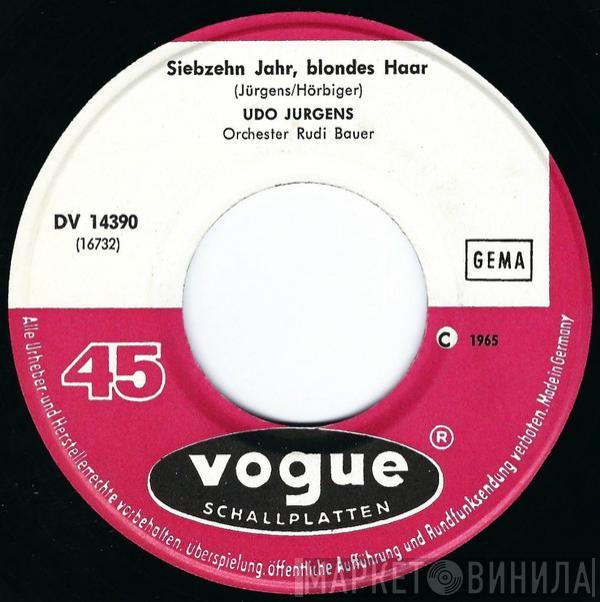 Siebzehn Jahr, blondes Haar
(Jürgens/Hörbiger)
UDO JURGENS
Orchester Rudi Bauer
DV 14390
(16732)
GEMA
45
C 1965
®
vogue
SCHALLPLATTEN
Alle Urheber- und Herstellerrechte vorbehalten. Überspielung, öffentliche Aufführung und Rundfunksendung verboten. Made in Germany
МАРКЕТ ВИНИЛА